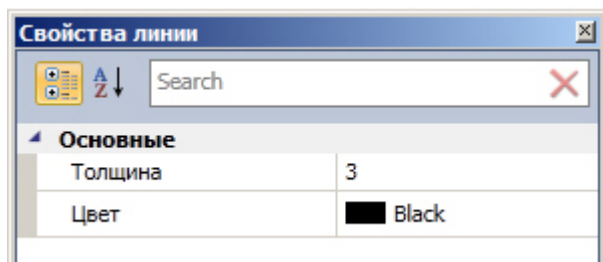 Свойства линии
A
Z
Search
Основные
Толщина 3
Цвет Black